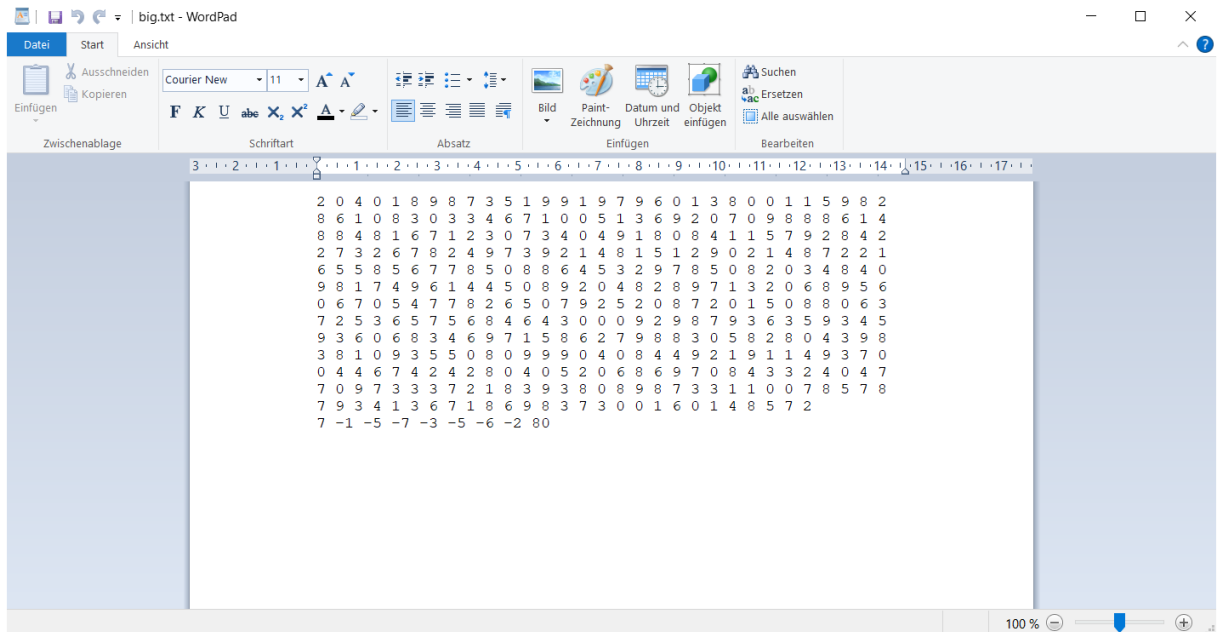 big.txt - WordPad
Datei Start Ansicht
Einfügen
Ausschneiden
Kopieren
Zwischenablage
Courier New 11 A A
F K U abc X₂ X² A
Schriftart
Absatz
Bild
Paint-
Zeichnung
Datum und
Uhrzeit
Objekt
einfügen
Einfügen
Suchen
Ersetzen
Alle auswählen
Bearbeiten
3 2 1 1 2 3 4 5 6 7 8 9 10 11 12 13 14 15 16 17
2 0 4 0 1 8 9 8 7 3 5 1 9 9 1 9 7 9 6 0 1 3 8 0 0 1 1 5 9 8 2
8 6 1 0 8 3 0 3 3 4 6 7 1 0 0 5 1 3 6 9 2 0 7 0 9 8 8 8 6 1 4
8 8 4 8 1 6 7 1 2 3 0 7 3 4 0 4 9 1 8 0 8 4 1 1 5 7 9 2 8 4 2
2 7 3 2 6 7 8 2 4 9 7 3 9 2 1 4 8 1 5 1 2 9 0 2 1 4 8 7 2 2 1
6 5 5 8 5 6 7 7 8 5 0 8 8 6 4 5 3 2 9 7 8 5 0 8 2 0 3 4 8 4 0
9 8 1 7 4 9 6 1 4 4 5 0 8 9 2 0 4 8 2 8 9 7 1 3 2 0 6 8 9 5 6
0 6 7 0 5 4 7 7 8 2 6 5 0 7 9 2 5 2 0 8 7 2 0 1 5 0 8 8 0 6 3
7 2 5 3 6 5 7 5 6 8 4 6 4 3 0 0 0 9 2 9 8 7 9 3 6 3 5 9 3 4 5
9 3 6 0 6 8 3 4 6 9 7 1 5 8 6 2 7 9 8 8 3 0 5 8 2 8 0 4 3 9 8
3 8 1 0 9 3 5 5 0 8 0 9 9 9 0 4 0 8 4 4 9 2 1 9 1 1 4 9 3 7 0
0 4 4 6 7 4 2 4 2 8 0 4 0 5 2 0 6 8 6 9 7 0 8 4 3 3 2 4 0 4 7
7 0 9 7 3 3 3 7 2 1 8 3 9 3 8 0 8 9 8 7 3 3 1 1 0 0 7 8 5 7 8
7 9 3 4 1 3 6 7 1 8 6 9 8 3 7 3 0 0 1 6 0 1 4 8 5 7 2
7 -1 -5 -7 -3 -5 -6 -2 80
100 %